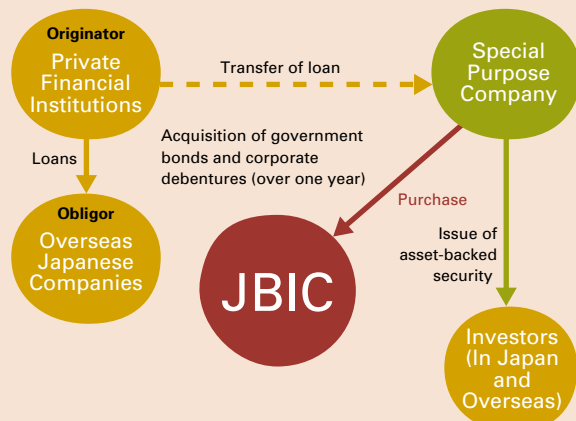 Originator
Private
Financial
Institutions
Transfer of loan
Special
Purpose
Company
Loans
Acquisition of government
bonds and corporate
debentures (over one year)
Purchase
Obligor
Overseas
Japanese
Companies
JBIC
Issue of
asset-backed
security
Investors
(In Japan
and
Overseas)